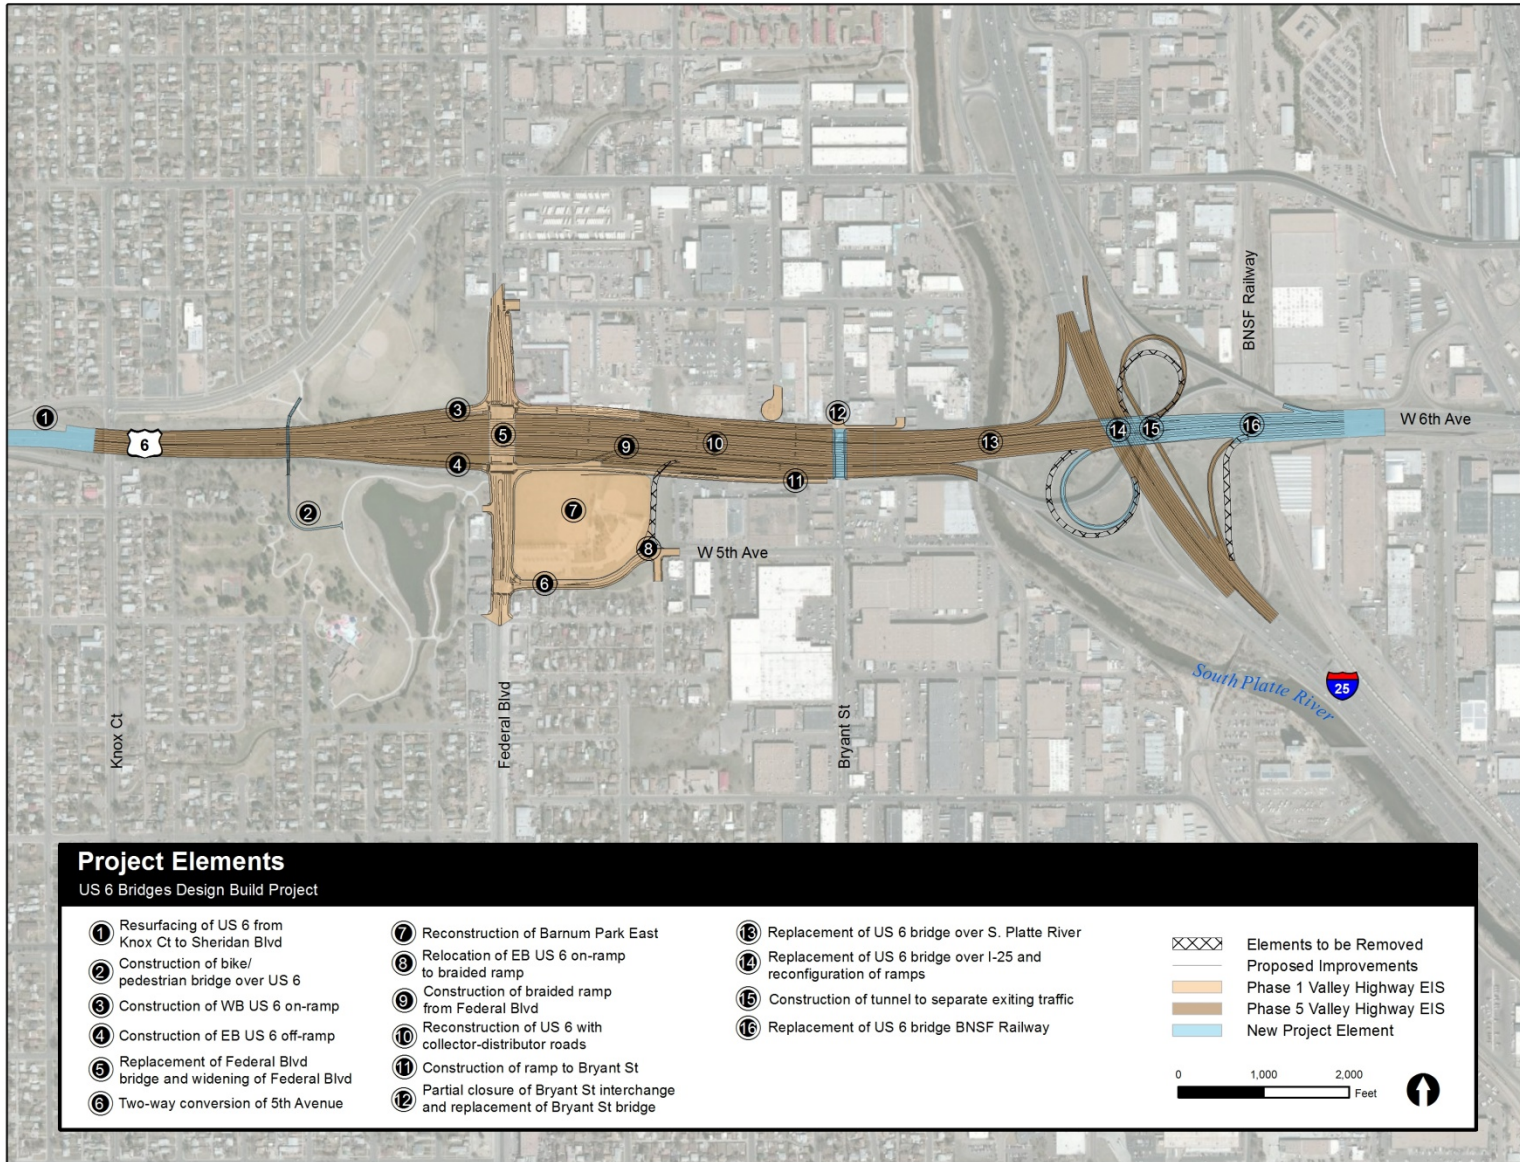 1
6
2
3
4
5
6
7
8
9
10
11
12
13
14
15
16
W 6th Ave
BNSF Railway
W 5th Ave
Knox Ct
Federal Blvd
Bryant St
South Platte River
25
Project Elements
US 6 Bridges Design Build Project
1 Resurfacing of US 6 from
Knox Ct to Sheridan Blvd
2 Construction of bike/
pedestrian bridge over US 6
3 Construction of WB US 6 on-ramp
4 Construction of EB US 6 off-ramp
5 Replacement of Federal Blvd
bridge and widening of Federal Blvd
6 Two-way conversion of 5th Avenue
7 Reconstruction of Barnum Park East
8 Relocation of EB US 6 on-ramp
to braided ramp
9 Construction of braided ramp
from Federal Blvd
10 Reconstruction of US 6 with
collector-distributor roads
11 Construction of ramp to Bryant St
12 Partial closure of Bryant St interchange
and replacement of Bryant St bridge
13 Replacement of US 6 bridge over S. Platte River
14 Replacement of US 6 bridge over I-25 and
reconfiguration of ramps
15 Construction of tunnel to separate exiting traffic
16 Replacement of US 6 bridge BNSF Railway
Elements to be Removed
Proposed Improvements
Phase 1 Valley Highway EIS
Phase 5 Valley Highway EIS
New Project Element
0 1,000 2,000
Feet